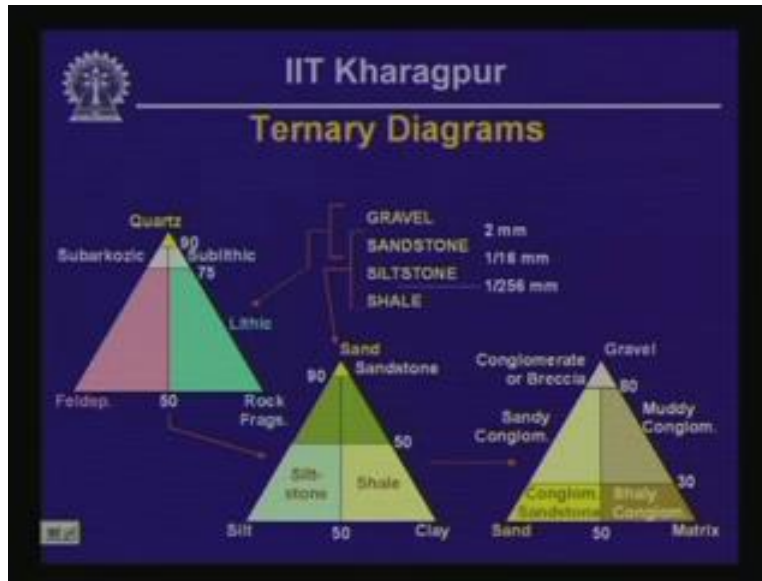 IIT Kharagpur
Ternary Diagrams
GRAVEL
2 mm
SANDSTONE
1/16 mm
SILTSTONE
1/256 mm
SHALE
Quartz
90
Subarkozic
Sublithic
75
Lithic
Feldsp.
50
Rock
Frags.
Sand
Sandstone
90
50
Silt-
stone
Shale
Silt
50
Clay
Gravel
Conglomerate
or Breccia
80
Sandy
Conglom.
Muddy
Conglom.
30
Conglom.
Sandstone
Shaly
Conglom
Sand
50
Matrix